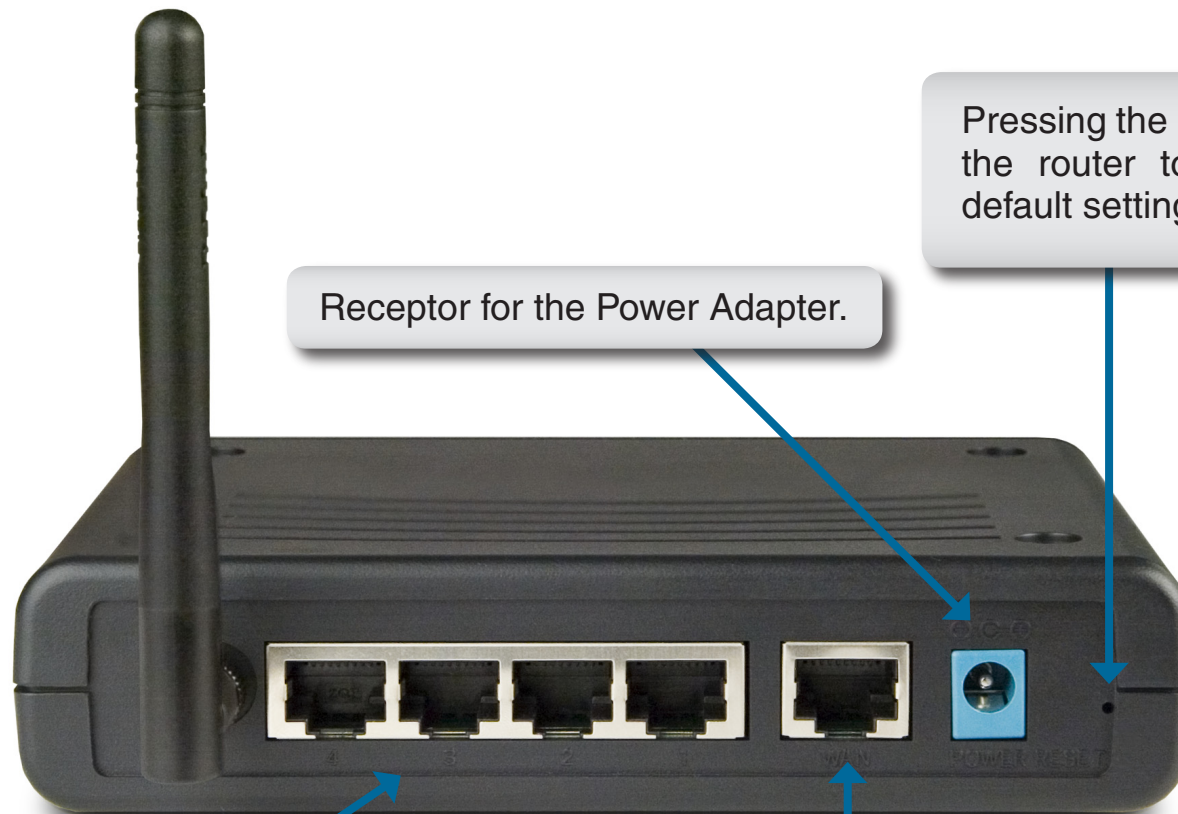 Pressing the
the router to
default setting
Receptor for the Power Adapter.
4 3 2 1 WAN POWER RESET